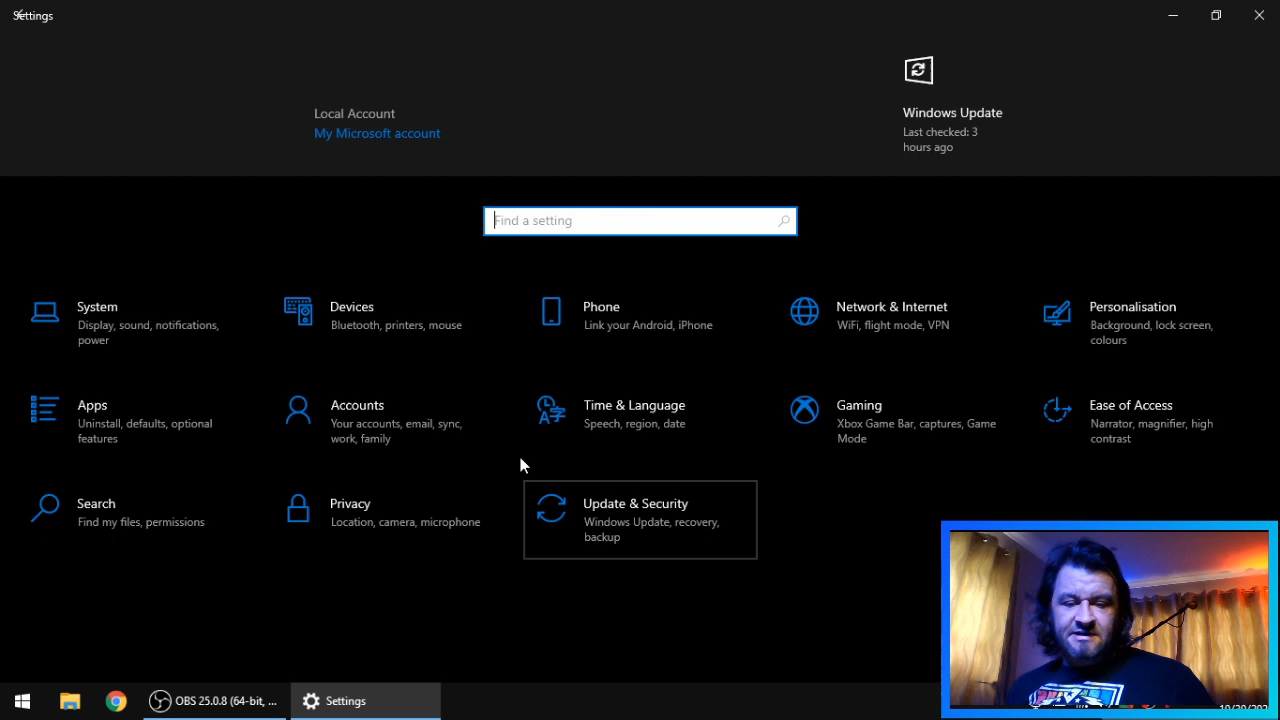 Settings
Local Account
My Microsoft account
Windows Update
Last checked: 3
hours ago
Find a setting
System
Display, sound, notifications,
power
Devices
Bluetooth, printers, mouse
Phone
Link your Android, iPhone
Network & Internet
WiFi, flight mode, VPN
Personalisation
Background, lock screen,
colours
Apps
Uninstall, defaults, optional
features
Accounts
Your accounts, email, sync,
work, family
Time & Language
Speech, region, date
Gaming
Xbox Game Bar, captures, Game
Mode
Ease of Access
Narrator, magnifier, high
contrast
Search
Find my files, permissions
Privacy
Location, camera, microphone
Update & Security
Windows Update, recovery,
backup
OBS 25.0.8 (64-bit, ...
Settings